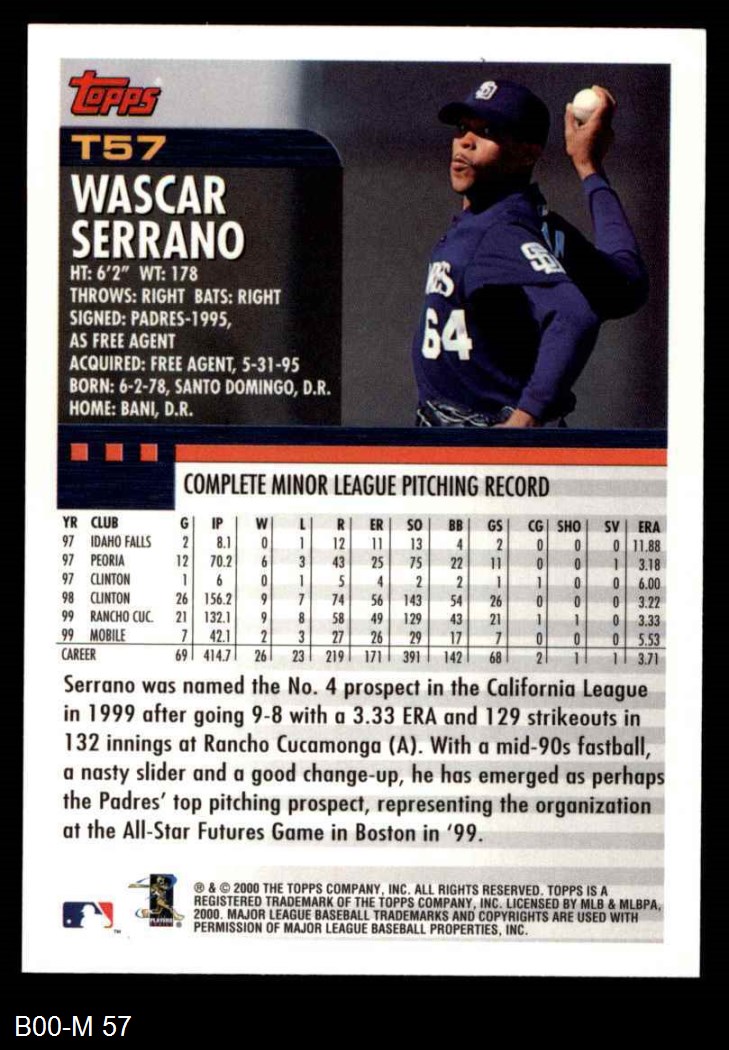 Topps
T57
WASCAR
SERRANO
HT: 6'2" WT: 178
THROWS: RIGHT BATS: RIGHT
SIGNED: PADRES-1995,
AS FREE AGENT
ACQUIRED: FREE AGENT, 5-31-95
BORN: 6-2-78, SANTO DOMINGO, D.R.
HOME: BANI, D.R.
SD
SD
RES
64
COMPLETE MINOR LEAGUE PITCHING RECORD
YR CLUB G IP W L R ER SO BB GS CG SHO SV ERA
97 IDAHO FALLS 2 8.1 0 1 12 11 13 4 2 0 0 0 11.88
97 PEORIA 12 70.2 6 3 43 25 75 22 11 0 0 1 3.18
97 CLINTON 1 6 0 1 5 4 2 2 1 1 0 0 6.00
98 CLINTON 26 156.2 9 7 74 56 143 54 26 0 0 0 3.22
99 RANCHO CUC. 21 132.1 9 8 58 49 129 43 21 1 1 0 3.33
99 MOBILE 7 42.1 2 3 27 26 29 17 7 0 0 0 5.53
CAREER 69 414.7 26 23 219 171 391 142 68 2 1 1 3.71
Serrano was named the No. 4 prospect in the California League
in 1999 after going 9-8 with a 3.33 ERA and 129 strikeouts in
132 innings at Rancho Cucamonga (A). With a mid-90s fastball,
a nasty slider and a good change-up, he has emerged as perhaps
the Padres' top pitching prospect, representing the organization
at the All-Star Futures Game in Boston in '99.
® & © 2000 THE TOPPS COMPANY, INC. ALL RIGHTS RESERVED. TOPPS IS A
REGISTERED TRADEMARK OF THE TOPPS COMPANY, INC. LICENSED BY MLB & MLBPA,
2000. MAJOR LEAGUE BASEBALL TRADEMARKS AND COPYRIGHTS ARE USED WITH
PERMISSION OF MAJOR LEAGUE BASEBALL PROPERTIES, INC.
B00-M 57